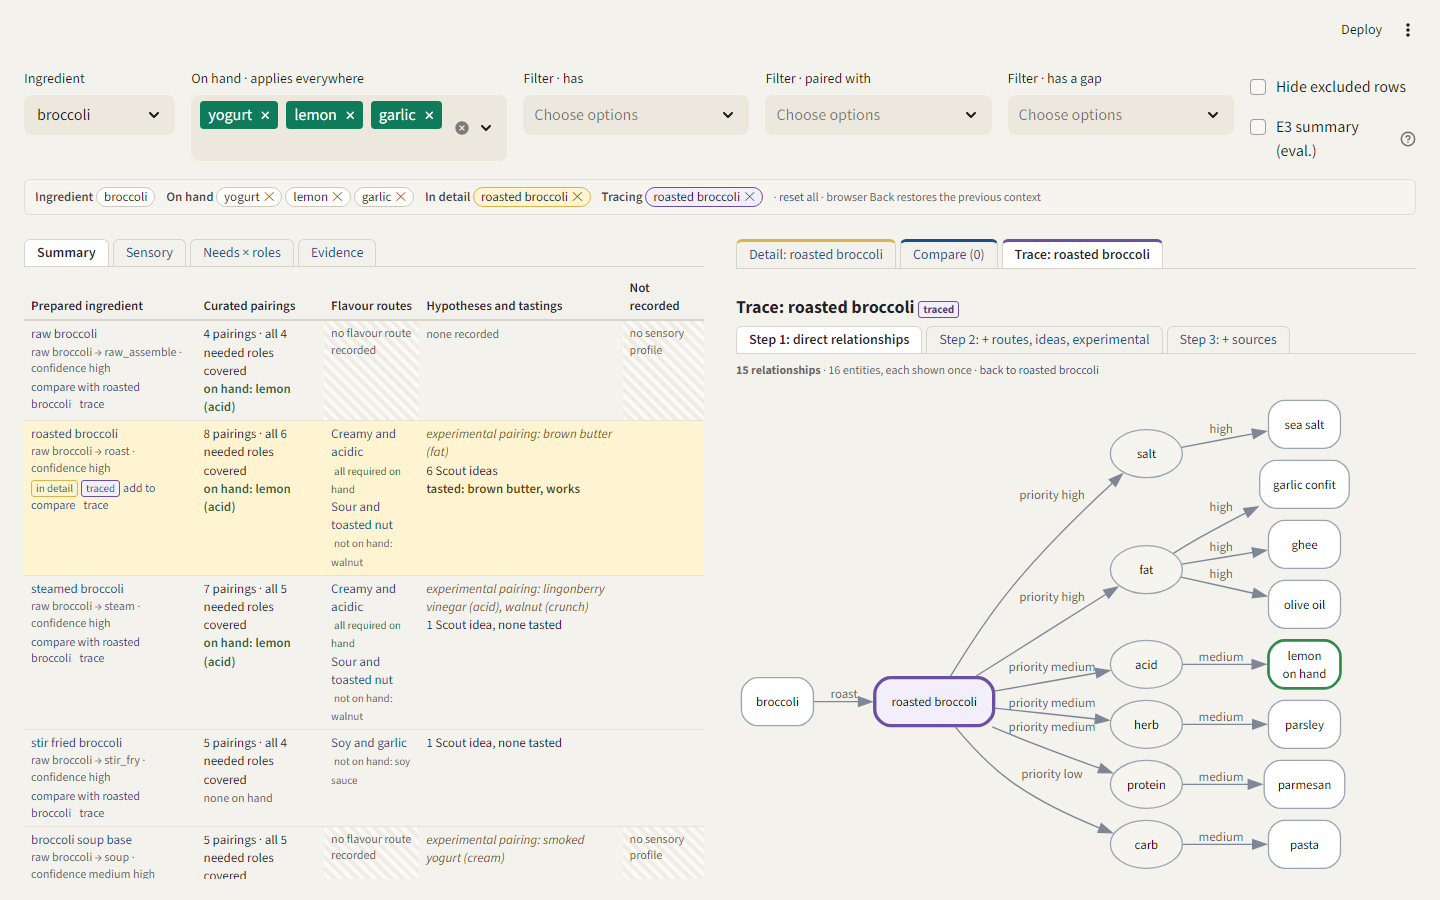 Deploy
Ingredient
On hand · applies everywhere
Filter · has
Filter · paired with
Filter · has a gap
broccoli
yogurt ×
lemon ×
garlic ×
Choose options
Choose options
Choose options
Hide excluded rows
E3 summary
(eval.)
Ingredient broccoli On hand yogurt × lemon × garlic × In detail roasted broccoli × Tracing roasted broccoli × · reset all · browser Back restores the previous context
Summary
Sensory
Needs × roles
Evidence
Prepared ingredient
Curated pairings
Flavour routes
Hypotheses and tastings
Not
recorded
raw broccoli
raw broccoli → raw_assemble ·
confidence high
compare with roasted
broccoli trace
4 pairings · all 4
needed roles
covered
on hand: lemon
(acid)
no flavour route
recorded
none recorded
no sensory
profile
roasted broccoli
raw broccoli → roast ·
confidence high
in detail traced add to
compare trace
8 pairings · all 6
needed roles
covered
on hand: lemon
(acid)
Creamy and
acidic
all required on
hand
Sour and
toasted nut
not on hand:
walnut
experimental pairing: brown butter
(fat)
6 Scout ideas
tasted: brown butter, works
steamed broccoli
raw broccoli → steam ·
confidence high
compare with roasted
broccoli trace
7 pairings · all 5
needed roles
covered
on hand: lemon
(acid)
Creamy and
acidic
all required on
hand
Sour and
toasted nut
not on hand:
walnut
experimental pairing: lingonberry
vinegar (acid), walnut (crunch)
1 Scout idea, none tasted
stir fried broccoli
raw broccoli → stir_fry ·
confidence high
compare with roasted
broccoli trace
5 pairings · all 4
needed roles
covered
none on hand
Soy and garlic
not on hand: soy
sauce
1 Scout idea, none tasted
broccoli soup base
raw broccoli → soup ·
confidence medium high
5 pairings · all 5
needed roles
covered
no flavour route
recorded
experimental pairing: smoked
yogurt (cream)
no sensory
profile
Detail: roasted broccoli
Compare (0)
Trace: roasted broccoli
Trace: roasted broccoli traced
Step 1: direct relationships
Step 2: + routes, ideas, experimental
Step 3: + sources
15 relationships · 16 entities, each shown once · back to roasted broccoli
broccoli
roast
roasted broccoli
priority high
priority high
priority medium
priority medium
priority medium
priority low
salt
fat
acid
herb
protein
carb
high
high
high
high
medium
medium
medium
medium
sea salt
garlic confit
ghee
olive oil
lemon
on hand
parsley
parmesan
pasta